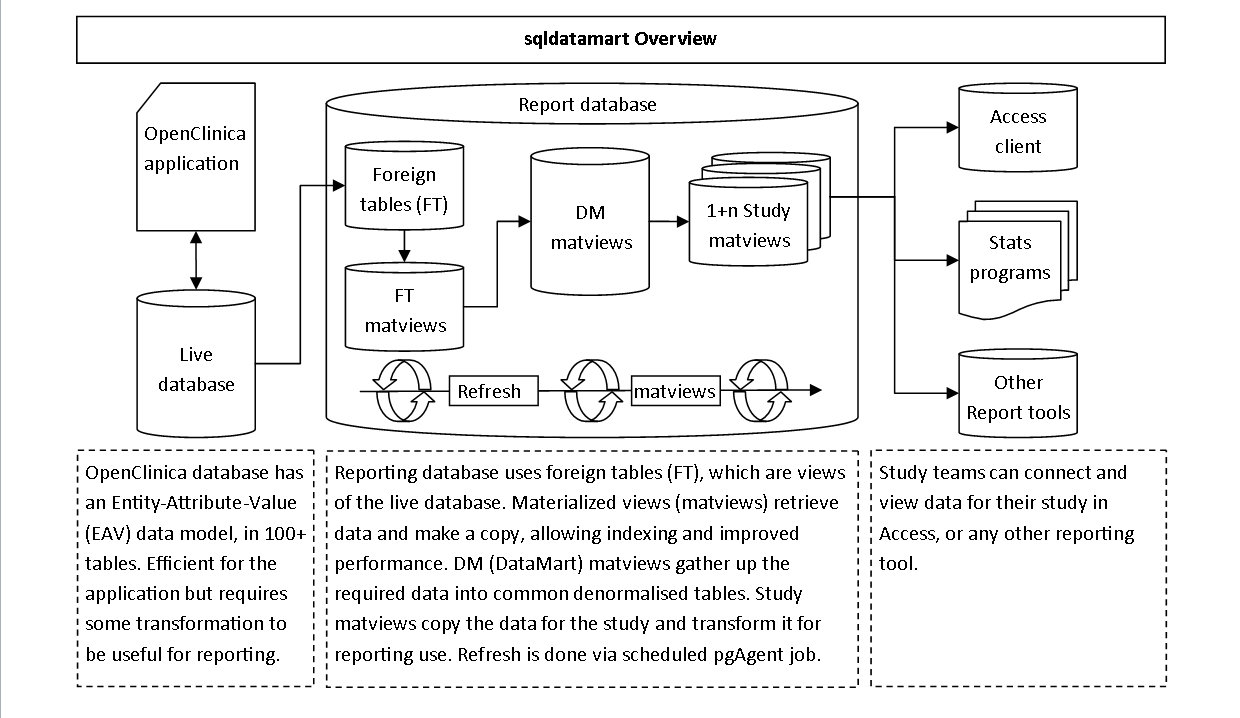 sqldatamart Overview
OpenClinica
application
Live
database
Report database
Foreign
tables (FT)
FT
matviews
DM
matviews
1+n Study
matviews
Refresh
matviews
Access
client
Stats
programs
Other
Report tools
OpenClinica database has
an Entity-Attribute-Value
(EAV) data model, in 100+
tables. Efficient for the
application but requires
some transformation to
be useful for reporting.
Reporting database uses foreign tables (FT), which are views
of the live database. Materialized views (matviews) retrieve
data and make a copy, allowing indexing and improved
performance. DM (DataMart) matviews gather up the
required data into common denormalised tables. Study
matviews copy the data for the study and transform it for
reporting use. Refresh is done via scheduled pgAgent job.
Study teams can connect and
view data for their study in
Access, or any other reporting
tool.